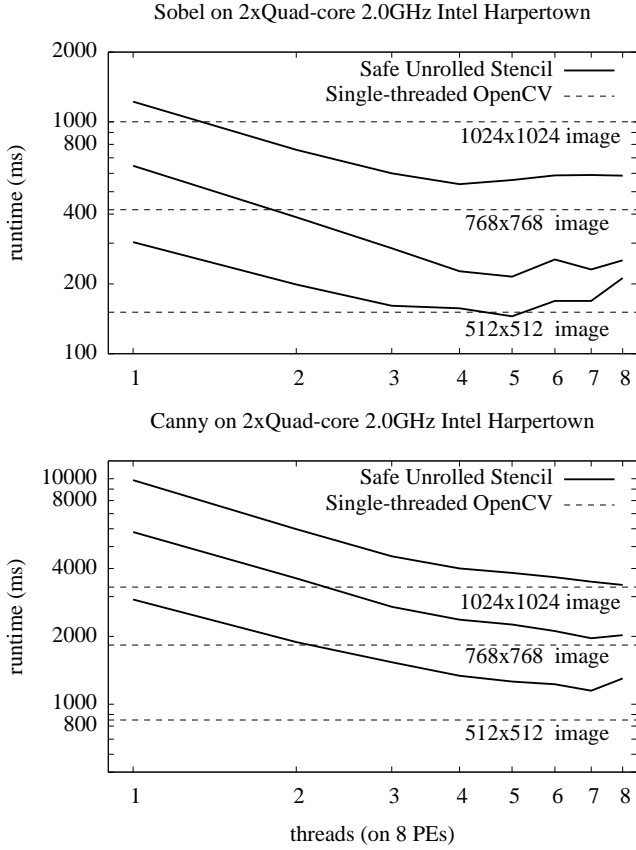 Sobel on 2xQuad-core 2.0GHz Intel Harpertown
2000
Safe Unrolled Stencil
Single-threaded OpenCV
1000
1024x1024 image
800
runtime (ms)
400
768x768 image
200
512x512 image
100
1 2 3 4 5 6 7 8
Canny on 2xQuad-core 2.0GHz Intel Harpertown
10000
Safe Unrolled Stencil
8000
Single-threaded OpenCV
4000
1024x1024 image
runtime (ms)
2000
768x768 image
1000
800
512x512 image
1 2 3 4 5 6 7 8
threads (on 8 PEs)